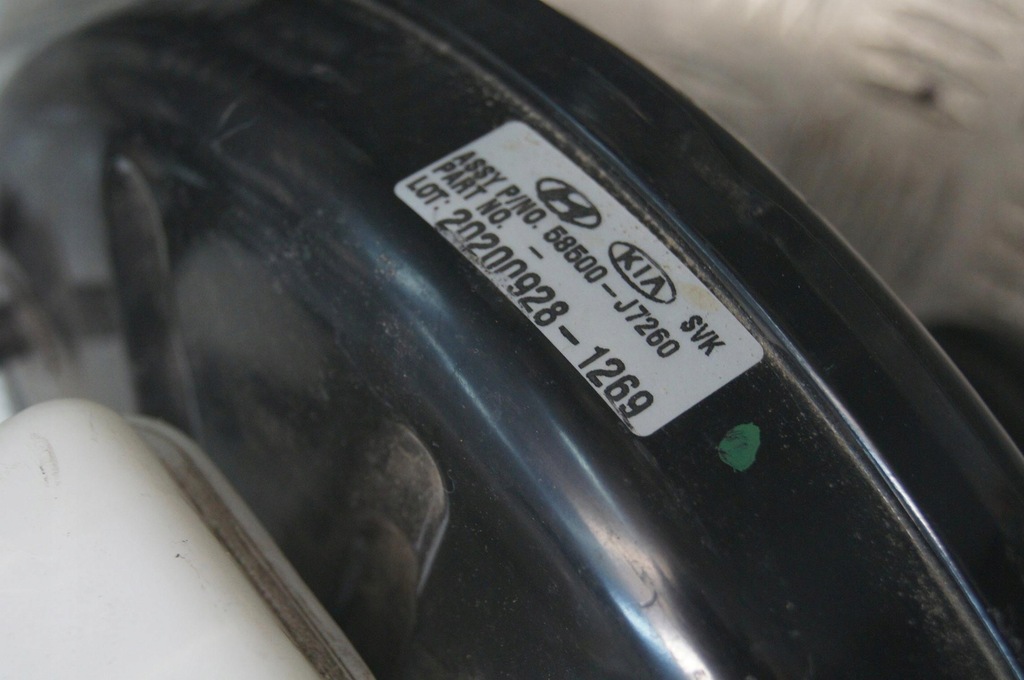 KIA SVK
ASSY P/NO. 58500-J7260
PART NO. -
LOT: 20200928-1269